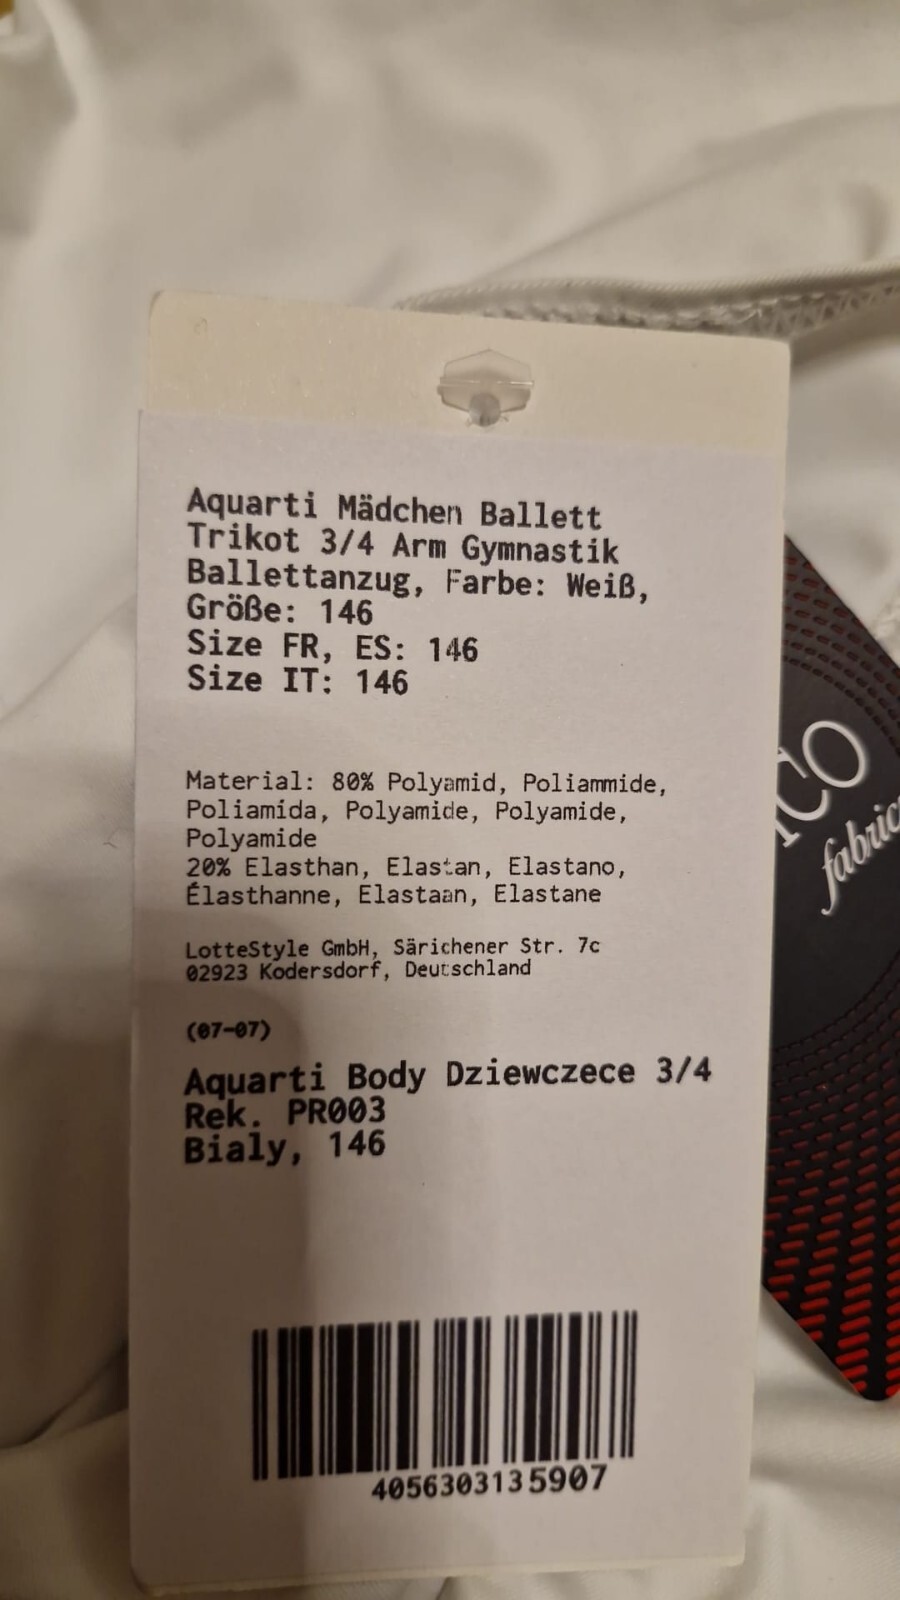 Aquarti Mädchen Ballett
Trikot 3/4 Arm Gymnastik
Ballettanzug, Farbe: Weiß,
Größe: 146
Size FR, ES: 146
Size IT: 146
Material: 80% Polyamid, Poliammide,
Poliamida, Polyamide, Polyamide,
Polyamide
20% Elasthan, Elastan, Elastano,
Élasthanne, Elastaan, Elastane
LotteStyle GmbH, Särichener Str. 7c
02923 Kodersdorf, Deutschland
(07-07)
Aquarti Body Dziewczece 3/4
Rek. PR003
Bialy, 146
4056303135907